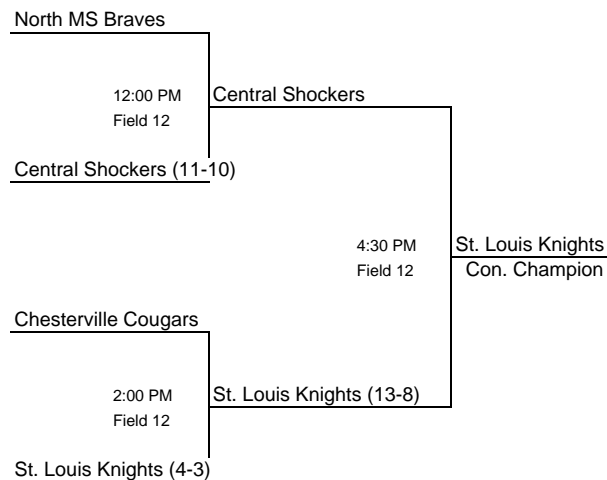 North MS Braves
12:00 PM
Central Shockers
Field 12
Central Shockers (11-10)
4:30 PM
St. Louis Knights
Field 12
Con. Champion
Chesterville Cougars
2:00 PM
St. Louis Knights (13-8)
Field 12
St. Louis Knights (4-3)